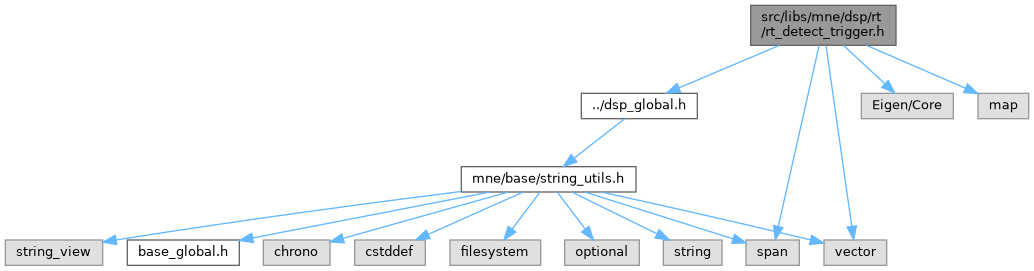 src/libs/mne/dsp/rt
/rt_detect_trigger.h
../dsp_global.h
Eigen/Core
map
mne/base/string_utils.h
string_view
base_global.h
chrono
cstddef
filesystem
optional
string
span
vector